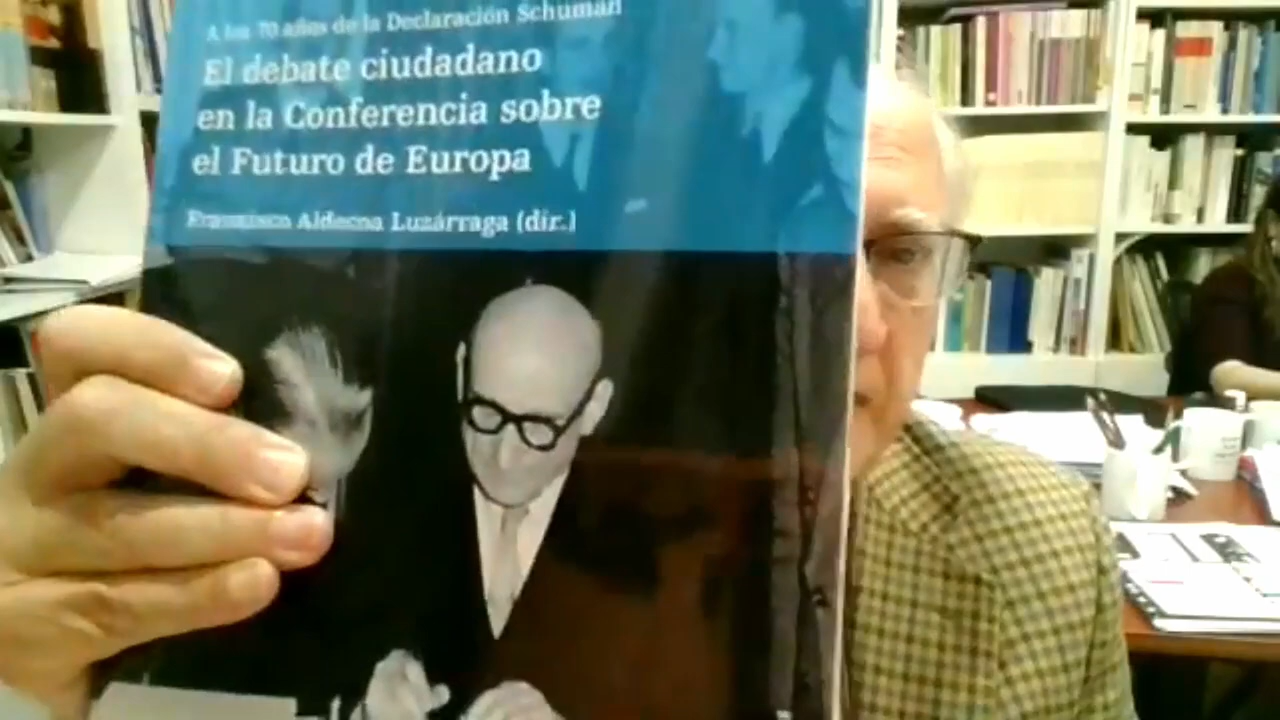 A los 70 años de la Declaración Schuman
El debate ciudadano
en la Conferencia sobre
el Futuro de Europa
Francisco Aldecoa Luzárraga (dir.)